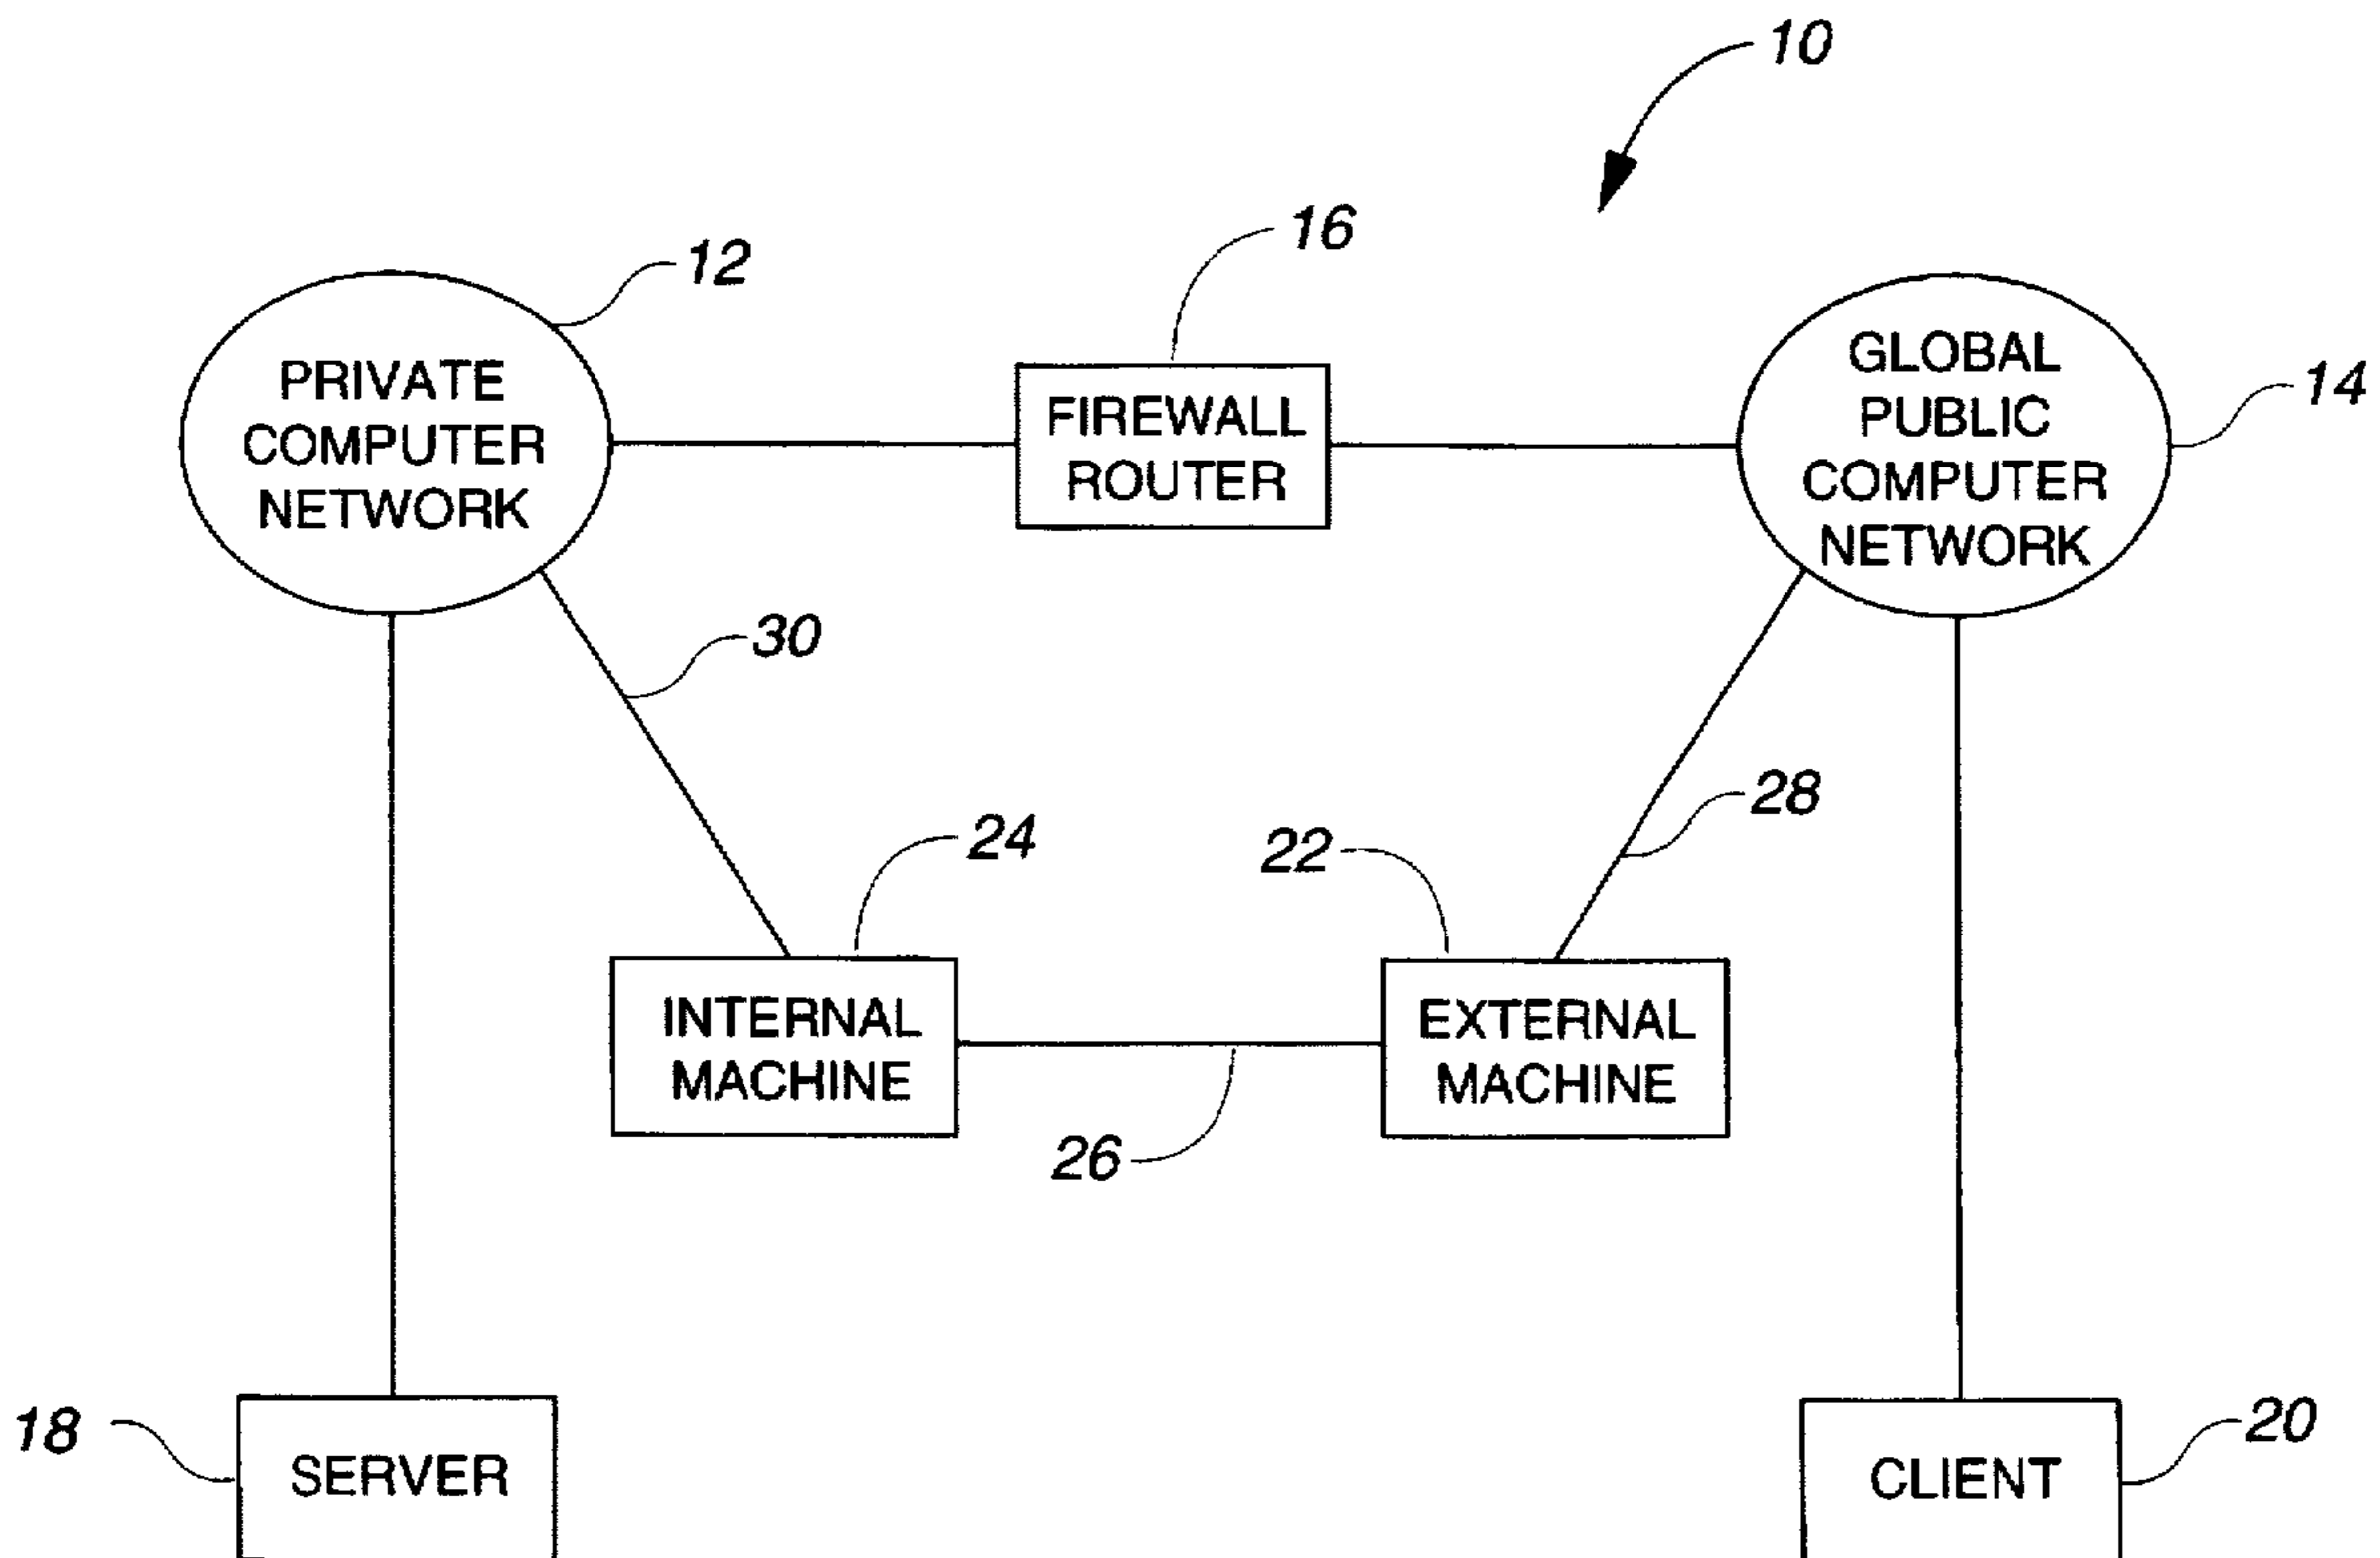 10
16
12
PRIVATE
COMPUTER
NETWORK
FIREWALL
ROUTER
GLOBAL
PUBLIC
COMPUTER
NETWORK
14
30
28
24
22
INTERNAL
MACHINE
EXTERNAL
MACHINE
26
18
SERVER
CLIENT
20